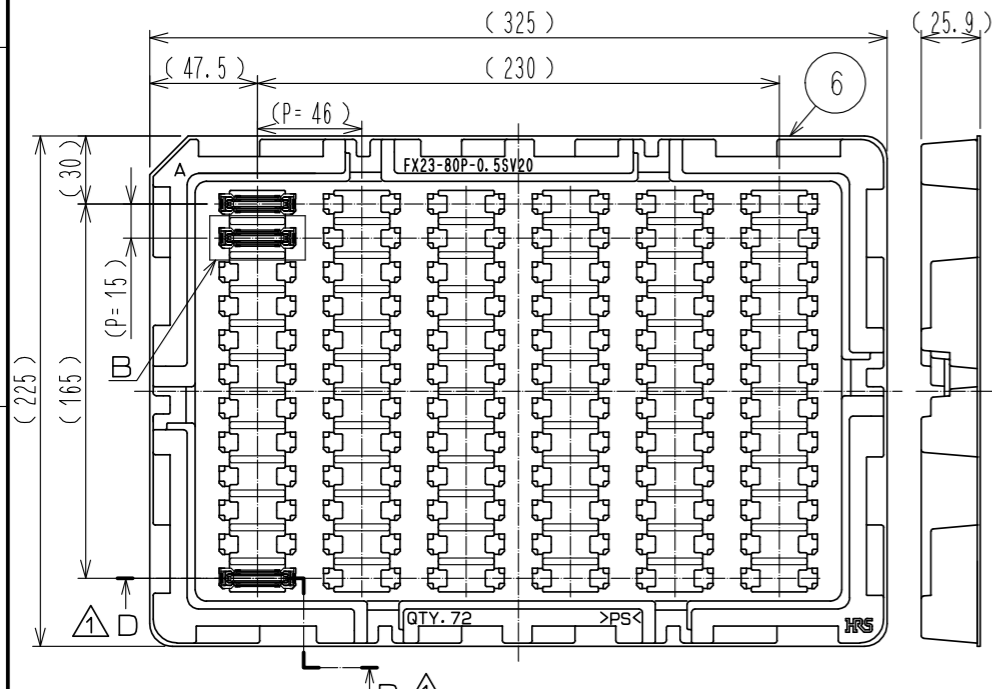 ( 325 )
( 25.9 )
( 47.5 )
( 230 )
6
(P= 46 )
( 30 )
A
FX23-80P-0.5SV20
(P= 15 )
B
( 225 )
( 165 )
1 D
QTY.72
>PS<
HRS